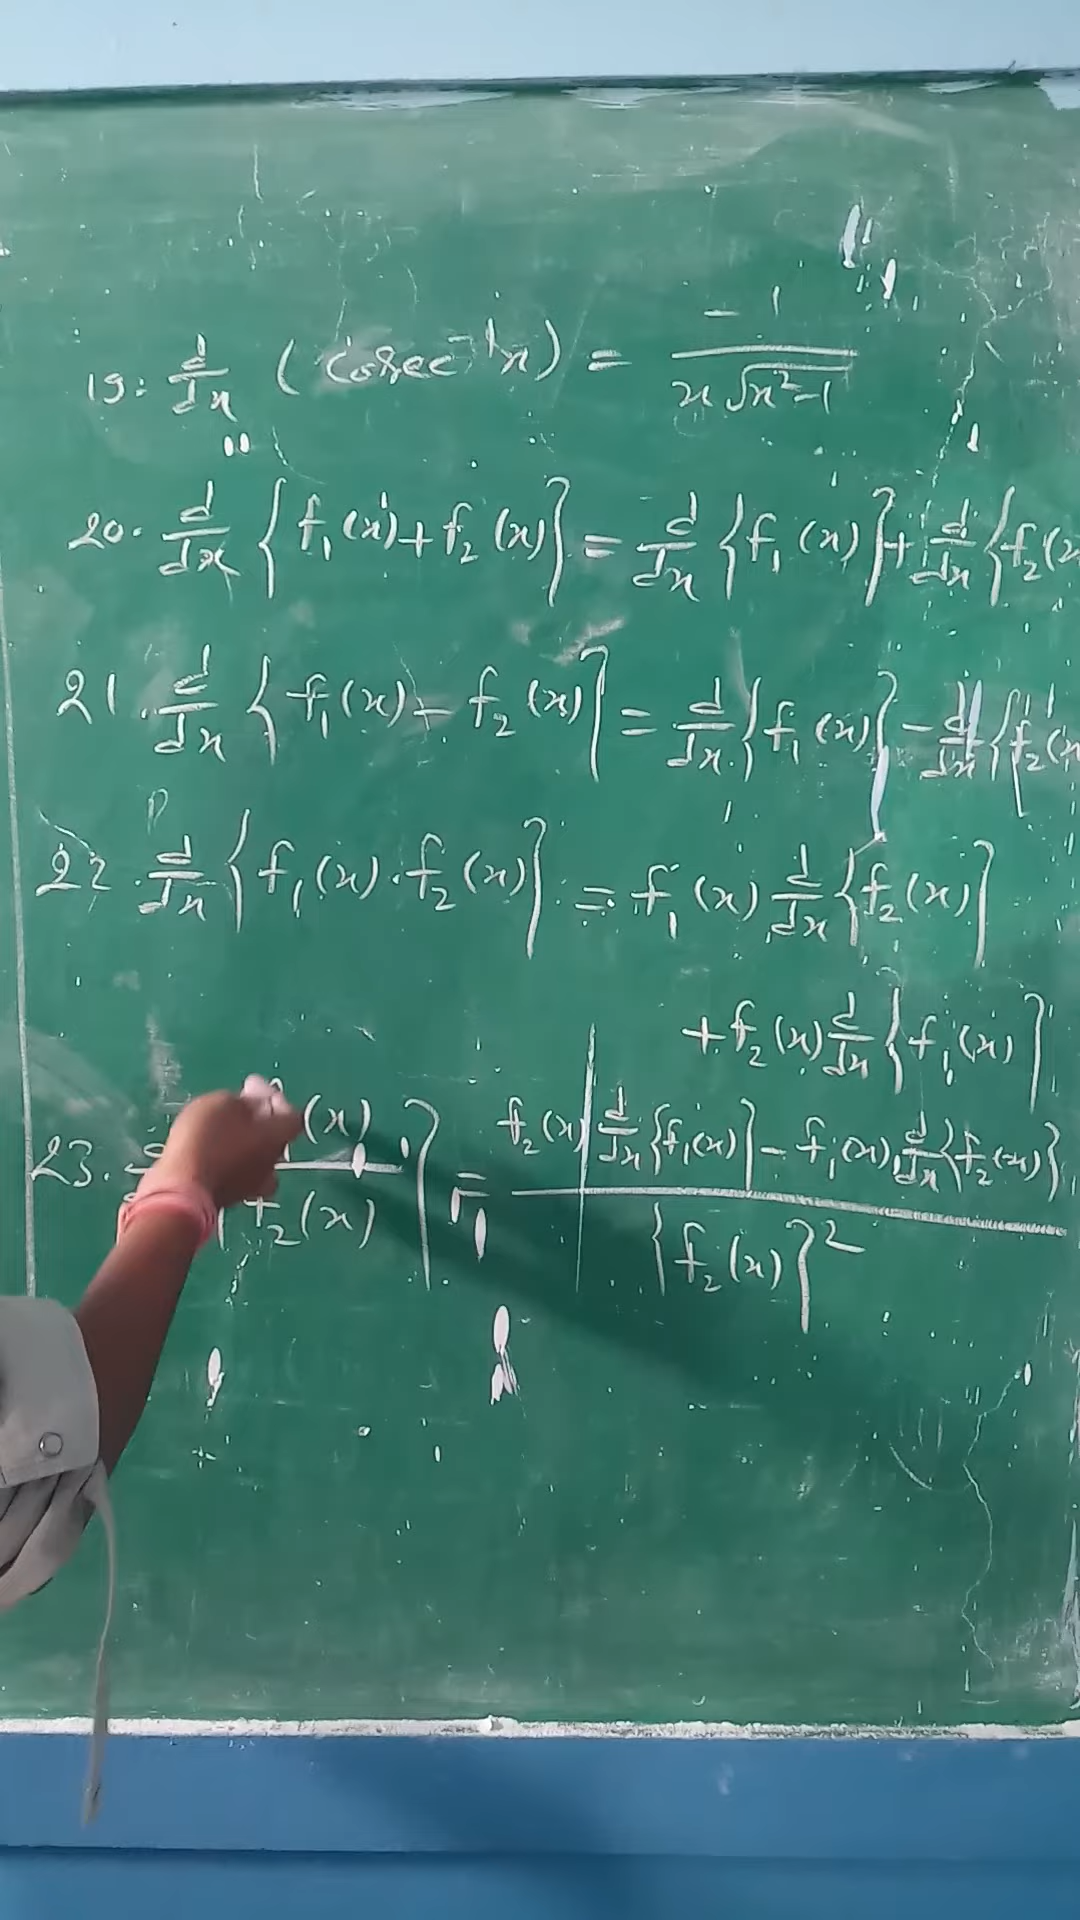 19. d/dx (cosec⁻¹x) = -1 / x√x²-1
20. d/dx {f₁(x)+f₂(x)} = d/dx {f₁(x)} + d/dx {f₂(x
21. d/dx {f₁(x) - f₂(x)} = d/dx {f₁(x)} - d/dx {f₂(x
22. d/dx {f₁(x).f₂(x)} = f₁(x) d/dx {f₂(x)}
+ f₂(x) d/dx {f₁(x)}
23. (x) / f₂(x)} = f₂(x) d/dx {f₁(x)} - f₁(x). d/dx {f₂(x)} / {f₂(x)}²